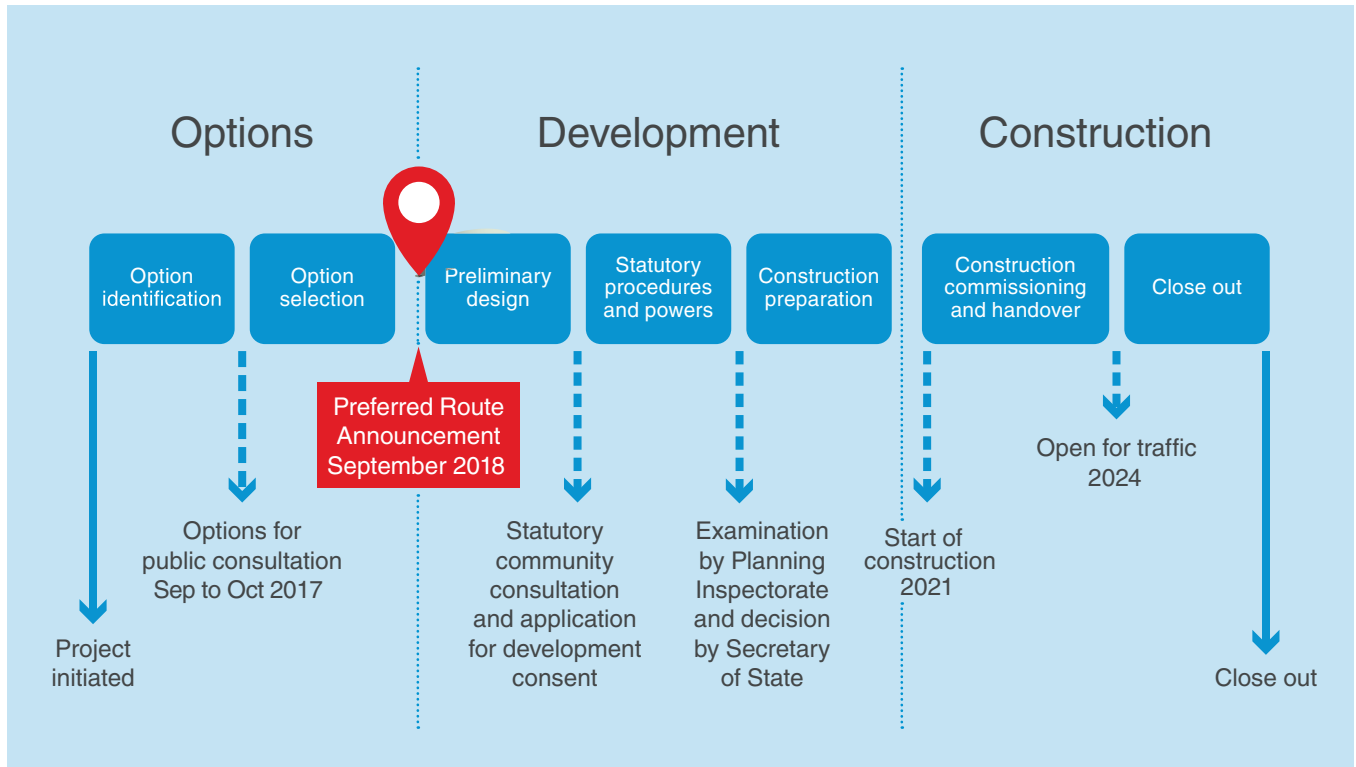 Options
Development
Construction
Option
identification
Option
selection
Preliminary
design
Statutory
procedures
and powers
Construction
preparation
Construction
commissioning
and handover
Close out
Preferred Route
Announcement
September 2018
Project
initiated
Options for
public consultation
Sep to Oct 2017
Statutory
community
consultation
and application
for development
consent
Examination
by Planning
Inspectorate
and decision
by Secretary
of State
Start of
construction
2021
Open for traffic
2024
Close out